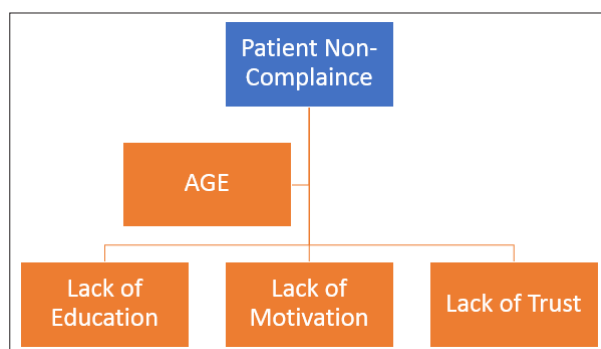 Patient Non-
Complaince
AGE
Lack of
Education
Lack of
Motivation
Lack of Trust